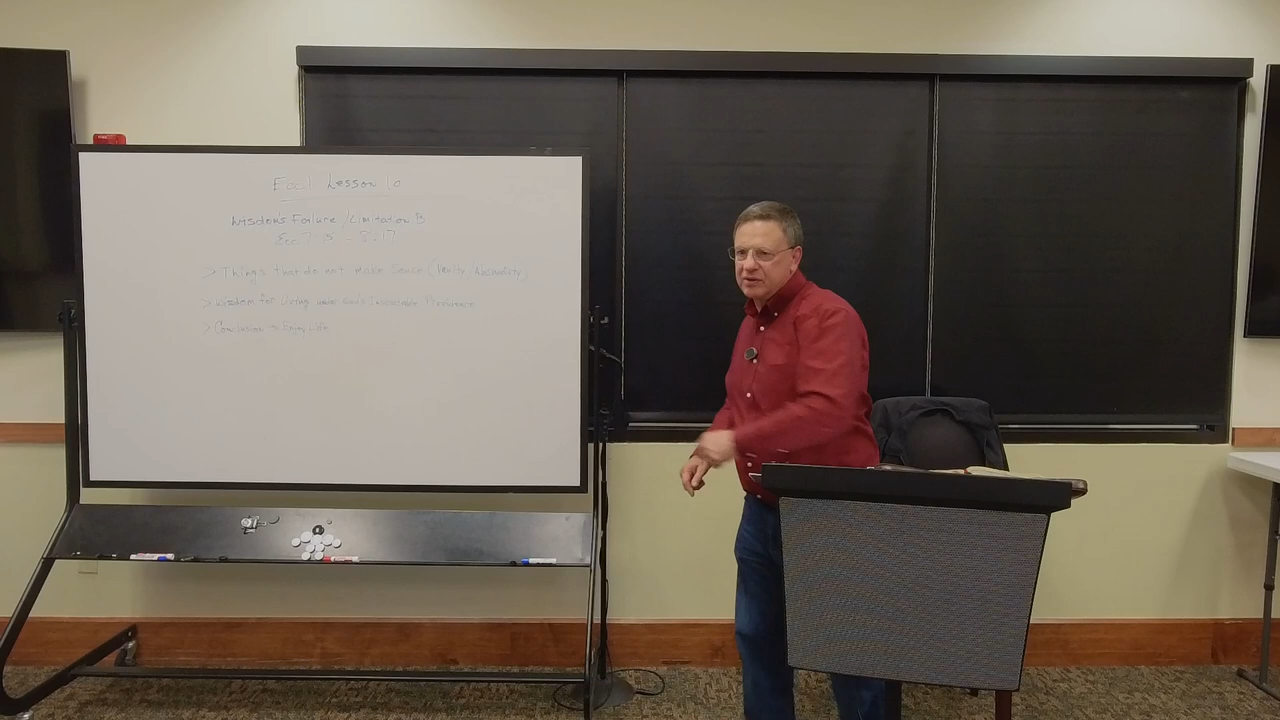 Eccl Lesson 10
Wisdom's Failure / Limitation B
Ecc 7:15 - 8:17
> Things that do not make Sense (Vanity / Absurdity)
> Wisdom for Living under God's Inscrutable Providence
> Conclusion → Enjoy Life